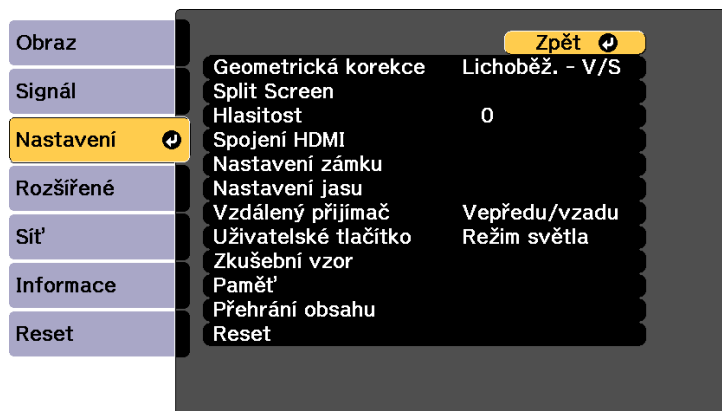 Obraz
Signál
Nastavení
Rozšířené
Síť
Informace
Reset
Zpět
Geometrická korekce Lichoběž. - V/S
Split Screen
Hlasitost 0
Spojení HDMI
Nastavení zámku
Nastavení jasu
Vzdálený přijímač Vepředu/vzadu
Uživatelské tlačítko Režim světla
Zkušební vzor
Paměť
Přehrání obsahu
Reset